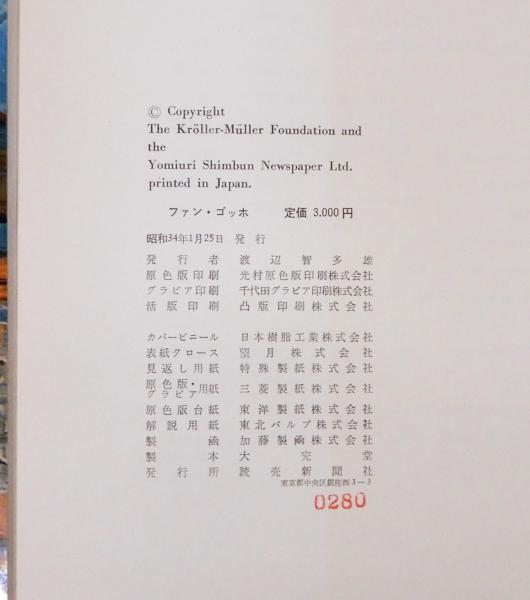 © Copyright
The Kröller-Müller Foundation and
the
Yomiuri Shimbun Newspaper Ltd.
printed in Japan.
ファン・ゴッホ 定価 3,000円
昭和34年1月25日 発行
発行者 渡辺智多雄
原色版印刷 光村原色版印刷株式会社
グラビア印刷 千代田グラビア印刷株式会社
活版印刷 凸版印刷株式会社
カバービニール 日本樹脂工業株式会社
表紙クロース 望月株式会社
見返し用紙 特殊製紙株式会社
原色版・グラビア用紙 三菱製紙株式会社
原色版台紙 東洋製紙株式会社
解説用紙 東北パルプ株式会社
製函 加藤製函株式会社
製本 大完堂
発行所 読売新聞社
東京都中央区銀座西3−3
0280